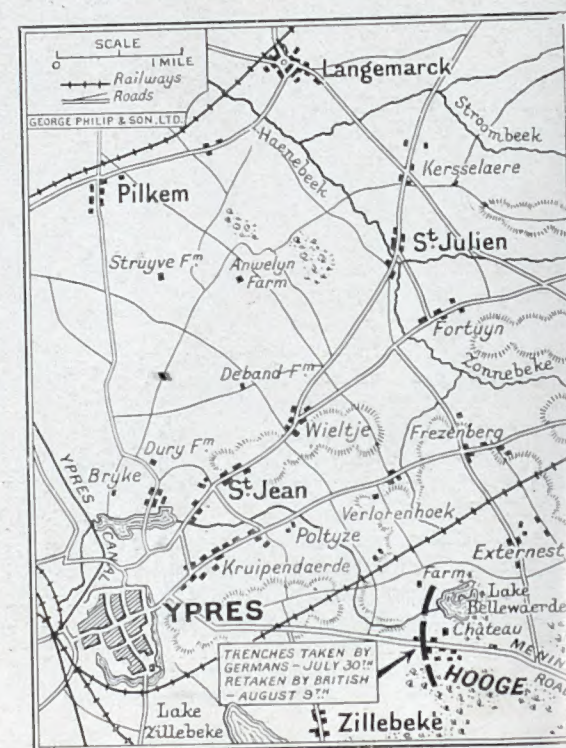 SCALE
0 1 MILE
Railways
Roads
GEORGE PHILIP & SON, LTD.
Langemarck
Stroombeek
Haenebeek
Kersselaere
Pilkem
St Julien
Struyve Fm
Anwelyn
Farm
Fortuyn
Zonnebeke
Deband Fm
Wieltje
Frezenberg
Dury Fm
Bryke
St Jean
YPRES
CANAL
Verlorenhoek
Poltyze
Externest
Kruipendaerde
Farm
Lake
Bellewaerde
YPRES
Château
MENIN
ROAD
TRENCHES TAKEN BY
GERMANS - JULY 30TH
RETAKEN BY BRITISH
- AUGUST 9TH
HOOGE
Lake
Zillebeke
Zillebeke